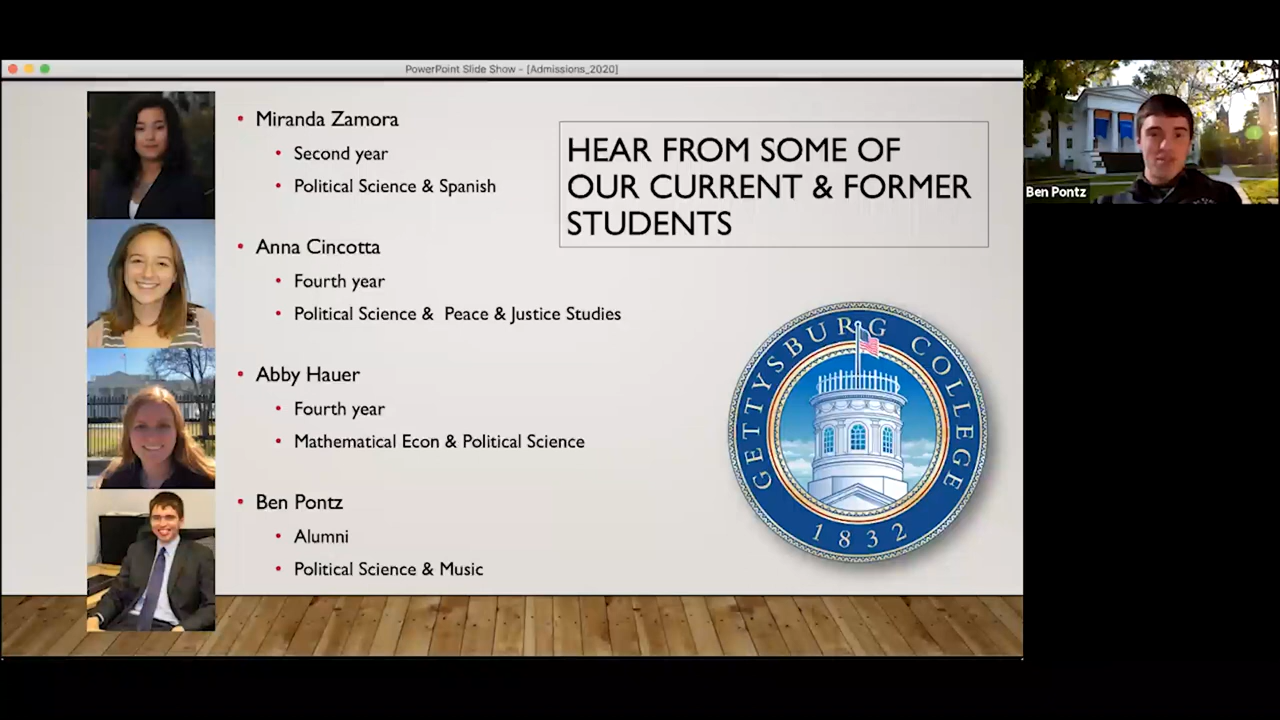 PowerPoint Slide Show - [Admissions_2020]
• Miranda Zamora
• Second year
• Political Science & Spanish
• Anna Cincotta
• Fourth year
• Political Science & Peace & Justice Studies
• Abby Hauer
• Fourth year
• Mathematical Econ & Political Science
• Ben Pontz
• Alumni
• Political Science & Music
HEAR FROM SOME OF
OUR CURRENT & FORMER
STUDENTS
GETTYSBURG COLLEGE
1832
Ben Pontz